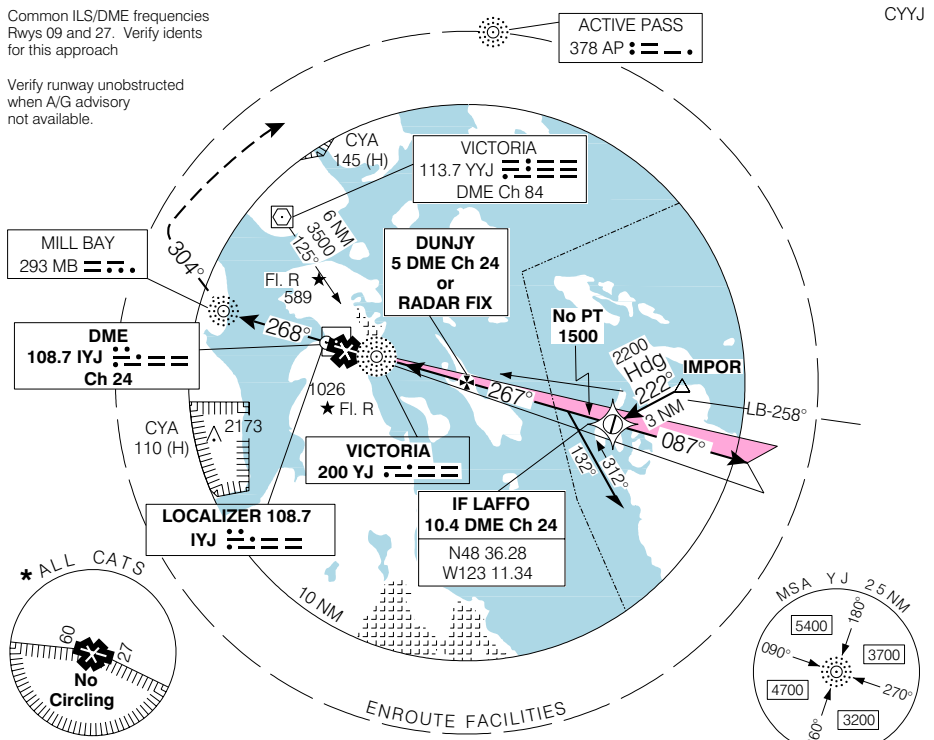 Common ILS/DME frequencies
Rwys 09 and 27. Verify idents
for this approach
Verify runway unobstructed
when A/G advisory
not available.
CYYJ
ACTIVE PASS
378 AP
CYA
145 (H)
VICTORIA
113.7 YYJ
DME Ch 84
MILL BAY
293 MB
304°
6 NM
3500
125°
Fl. R
589
DUNJY
5 DME Ch 24
or
RADAR FIX
No PT
1500
2200
Hdg
222°
3 NM
IMPOR
LB-258°
268°
DME
108.7 IYJ
Ch 24
267°
087°
1026
Fl. R
CYA
110 (H)
2173
VICTORIA
200 YJ
132°
312°
LOCALIZER 108.7
IYJ
IF LAFFO
10.4 DME Ch 24
N48 36.28
W123 11.34
10 NM
ENROUTE FACILITIES
* ALL CATS
09
27
No
Circling
MSA YJ 25NM
180°
5400
090°
3700
4700
270°
3200